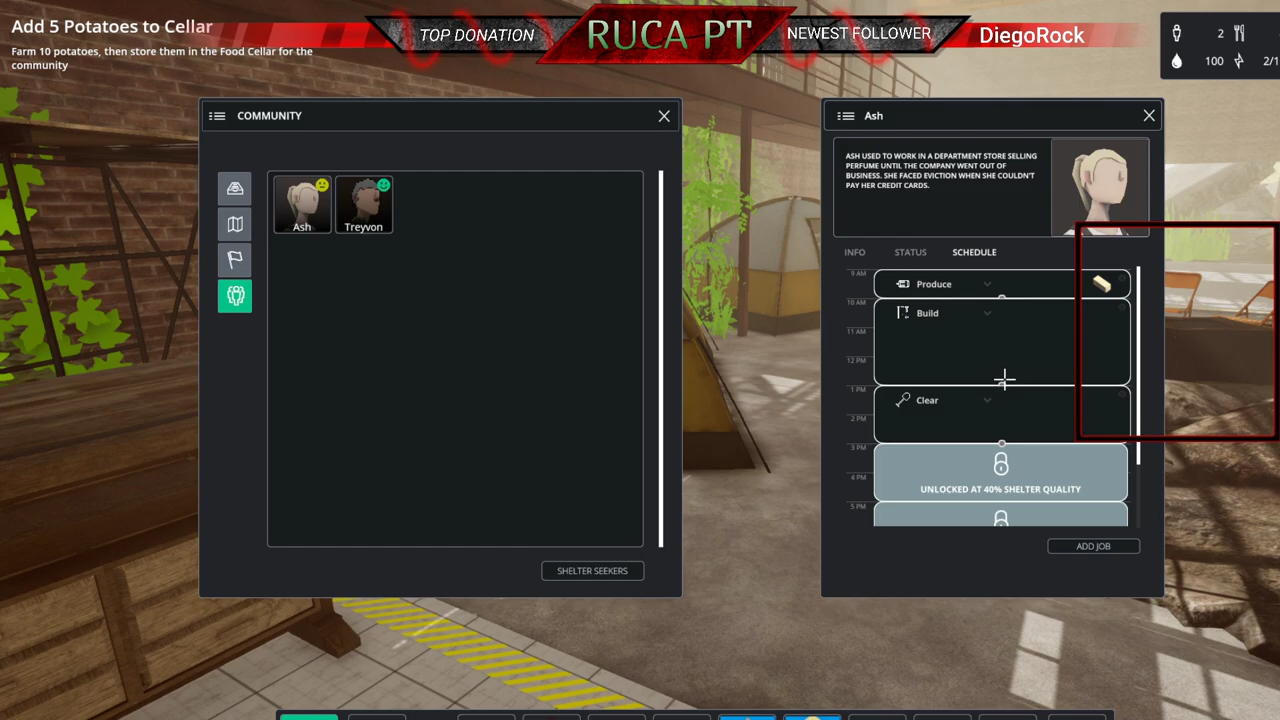 Add 5 Potatoes to Cellar
Farm 10 potatoes, then store them in the Food Cellar for the
community
TOP DONATION
RUCA PT
NEWEST FOLLOWER
DiegoRock
2
100
2/1
COMMUNITY
Ash
Treyvon
SHELTER SEEKERS
Ash
ASH USED TO WORK IN A DEPARTMENT STORE SELLING
PERFUME UNTIL THE COMPANY WENT OUT OF
BUSINESS. SHE FACED EVICTION WHEN SHE COULDN'T
PAY HER CREDIT CARDS.
INFO
STATUS
SCHEDULE
9 AM
Produce
10 AM
Build
11 AM
12 PM
1 PM
Clear
2 PM
3 PM
4 PM
UNLOCKED AT 40% SHELTER QUALITY
5 PM
ADD JOB